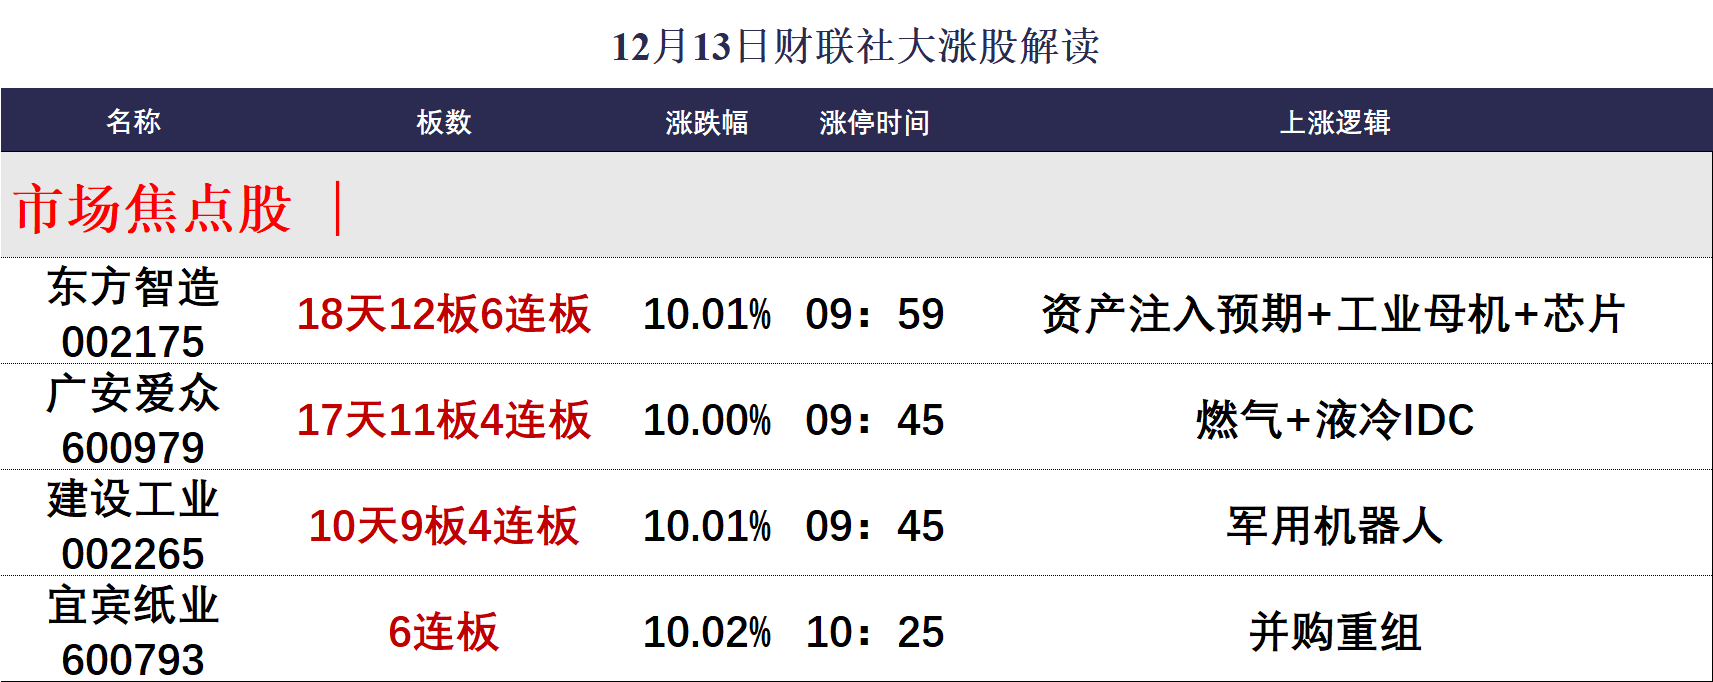 12月13日财联社大涨股解读
名称 板数 涨跌幅 涨停时间 上涨逻辑
市场焦点股 ｜
东方智造
002175 18天12板6连板 10.01% 09：59 资产注入预期+工业母机+芯片
广安爱众
600979 17天11板4连板 10.00% 09：45 燃气+液冷IDC
建设工业
002265 10天9板4连板 10.01% 09：45 军用机器人
宜宾纸业
600793 6连板 10.02% 10：25 并购重组